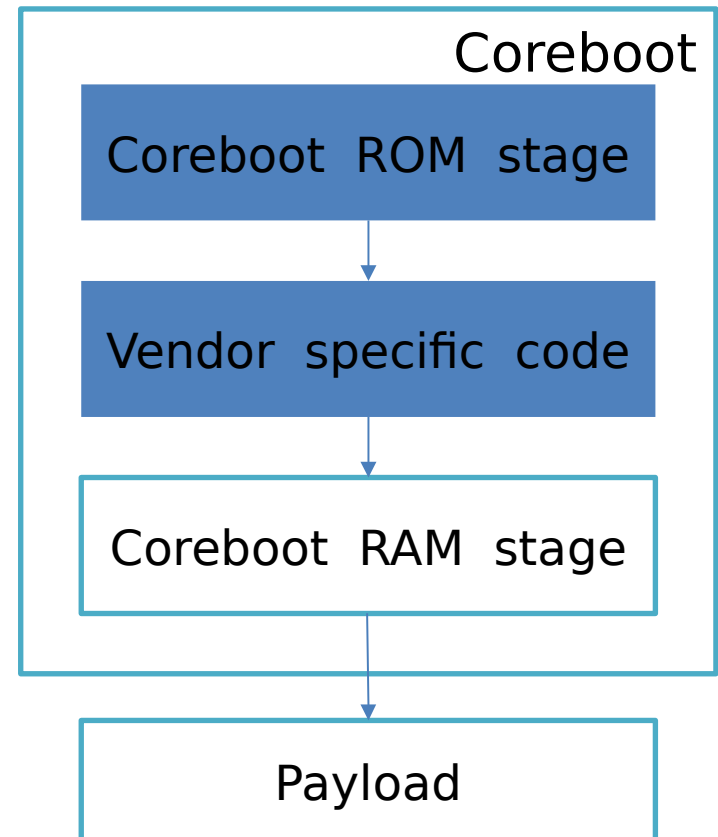 Coreboot
Coreboot ROM stage
Vendor specific code
Coreboot RAM stage
Payload